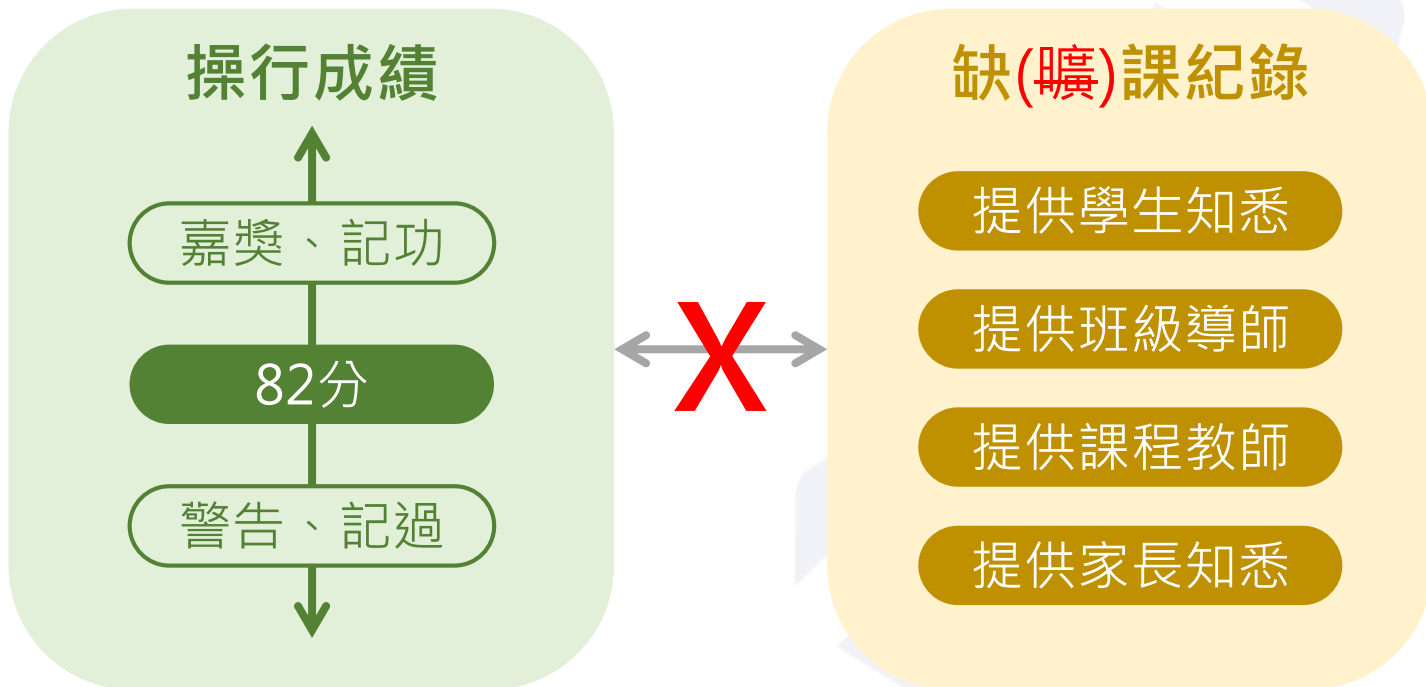 操行成績
嘉獎、記功
82分
警告、記過
X
缺(曠)課紀錄
提供學生知悉
提供班級導師
提供課程教師
提供家長知悉